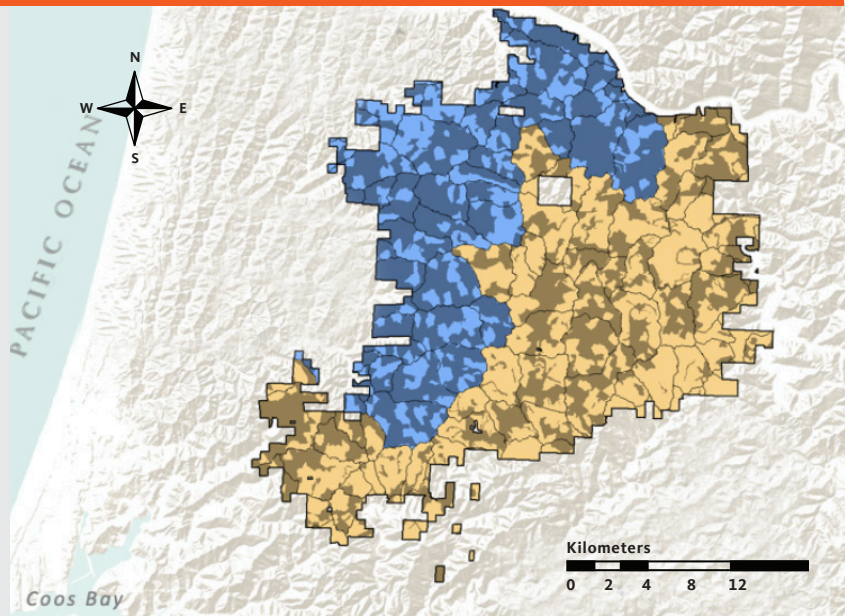 N
W E
S
PACIFIC OCEAN
Kilometers
0 2 4 8 12
Coos Bay